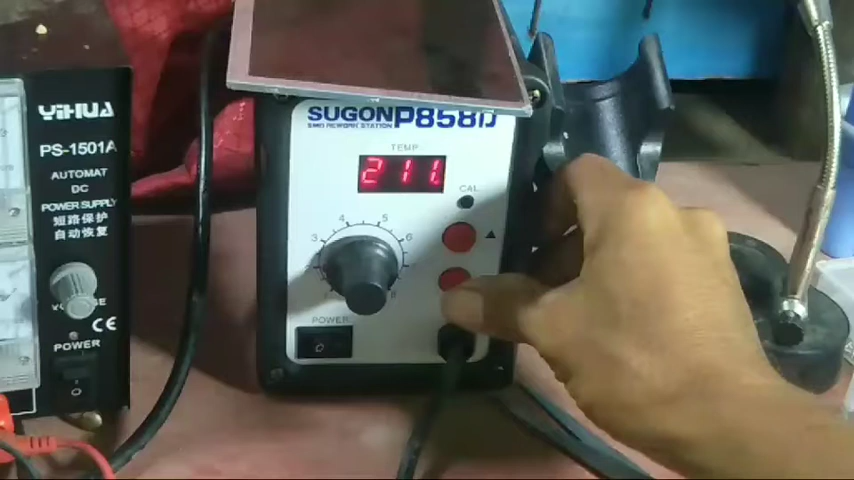 YiHUA
PS-1501A
AUTOMAT
DC
POWER SUPPLY
短路保护
自动恢复
CE
POWER
SUGON P858D
SMD REWORK STATION
TEMP
211
CAL
3 4 5 6
▲
POWER